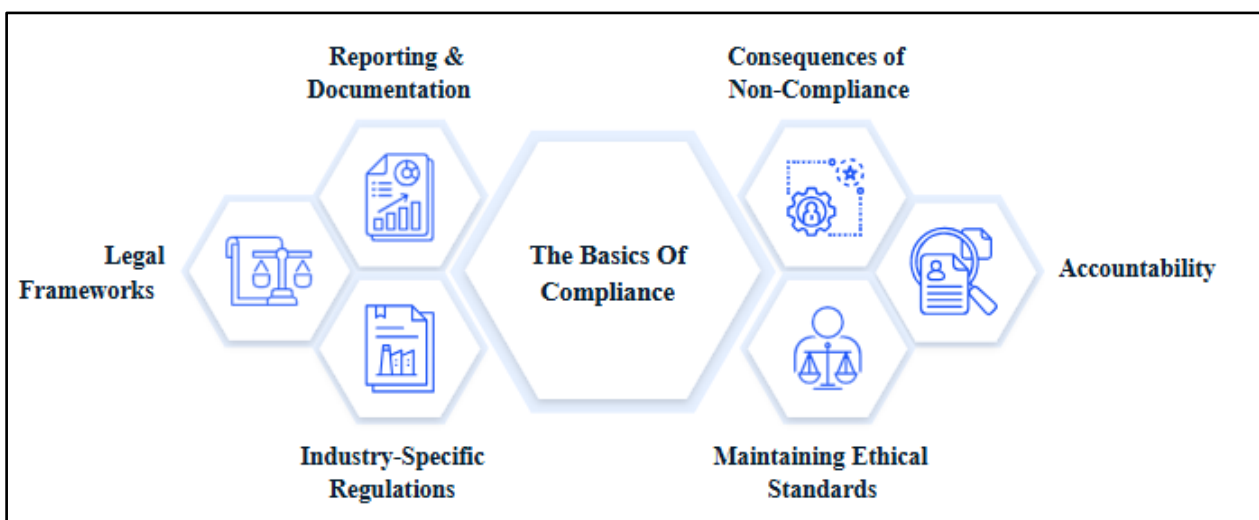 Reporting &
Documentation
Consequences of
Non-Compliance
Legal
Frameworks
The Basics Of
Compliance
Accountability
Industry-Specific
Regulations
Maintaining Ethical
Standards